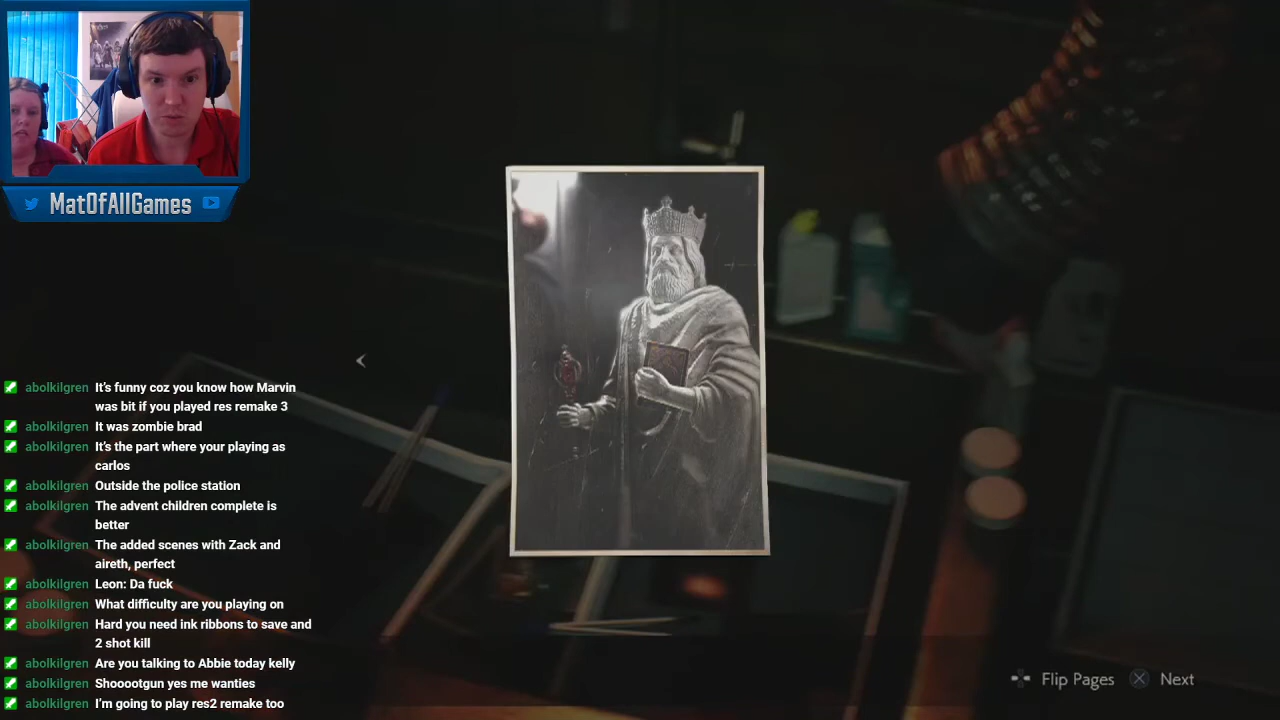 MatOfAllGames
abolkilgren It's funny coz you know how Marvin
was bit if you played res remake 3
abolkilgren It was zombie brad
abolkilgren It's the part where your playing as
carlos
abolkilgren Outside the police station
abolkilgren The advent children complete is
better
abolkilgren The added scenes with Zack and
aireth, perfect
abolkilgren Leon: Da fuck
abolkilgren What difficulty are you playing on
abolkilgren Hard you need ink ribbons to save and
2 shot kill
abolkilgren Are you talking to Abbie today kelly
abolkilgren Shooootgun yes me wanties
abolkilgren I'm going to play res2 remake too
Flip Pages Next